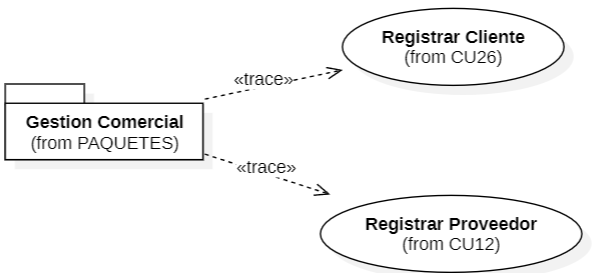 Registrar Cliente
(from CU26)
«trace»
Gestion Comercial
(from PAQUETES)
«trace»
Registrar Proveedor
(from CU12)